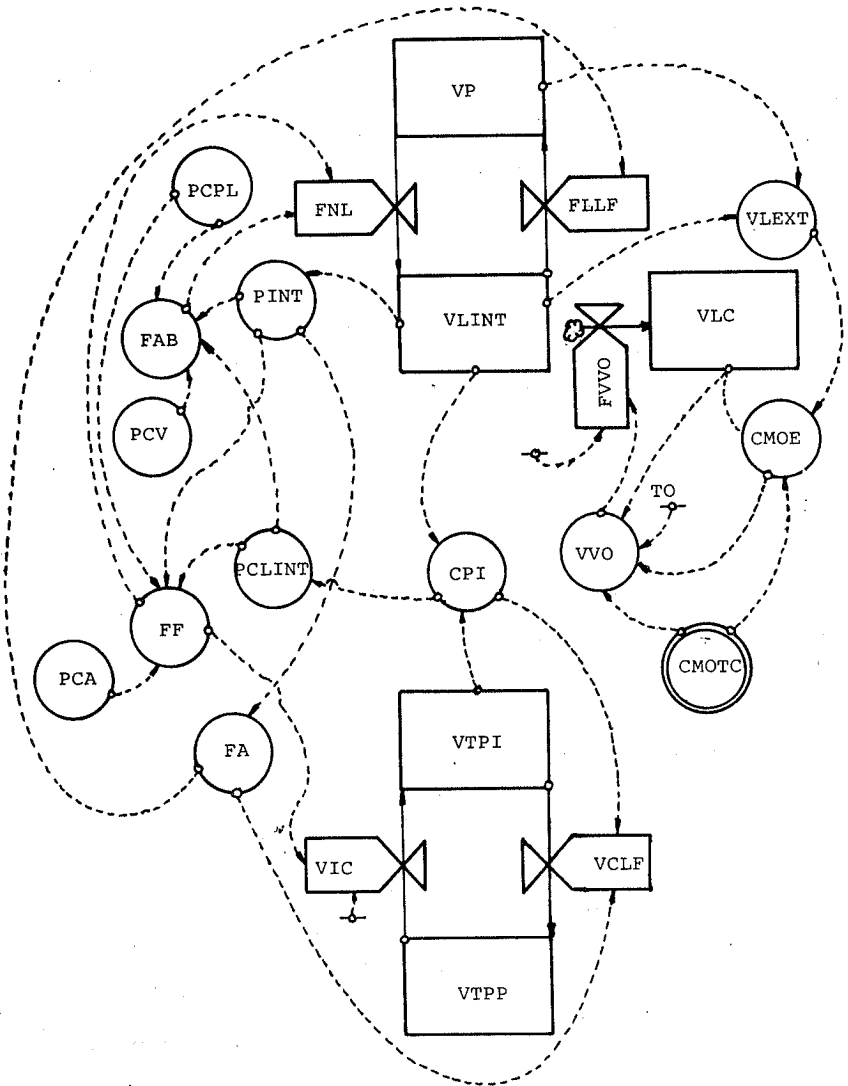 VP
PCPL
FNL
FLLF
VLEXT
PINT
FAB
VLINT
VLC
FVVO
PCV
CMOE
TO
VVO
PCLINT
CPI
FF
PCA
CMOTC
FA
VTPI
VIC
VCLF
VTPP